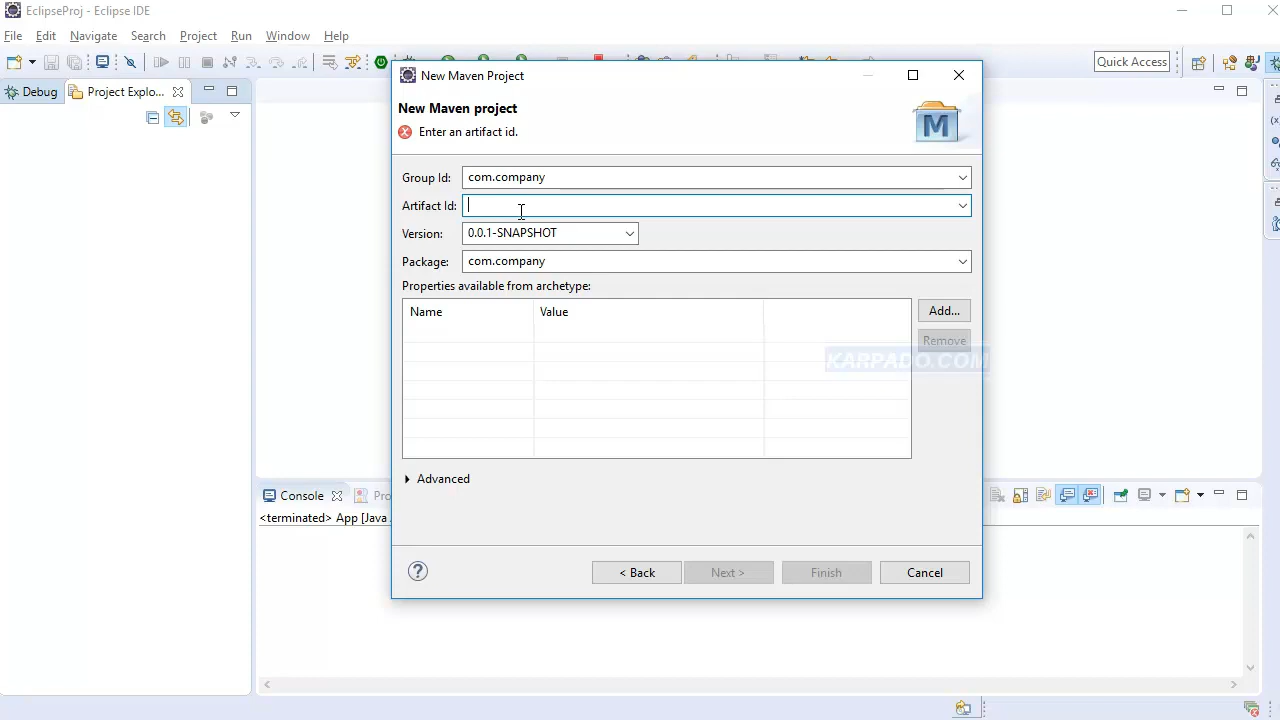 EclipseProj - Eclipse IDE
File Edit Navigate Search Project Run Window Help
Quick Access
Debug Project Explo...
New Maven Project
New Maven project
Enter an artifact id.
M
Group Id: com.company
Artifact Id:
Version: 0.0.1-SNAPSHOT
Package: com.company
Properties available from archetype:
Name Value
Add...
Remove
KARPADO.COM
Advanced
Console Pro
<terminated> App [Java
? < Back Next > Finish Cancel